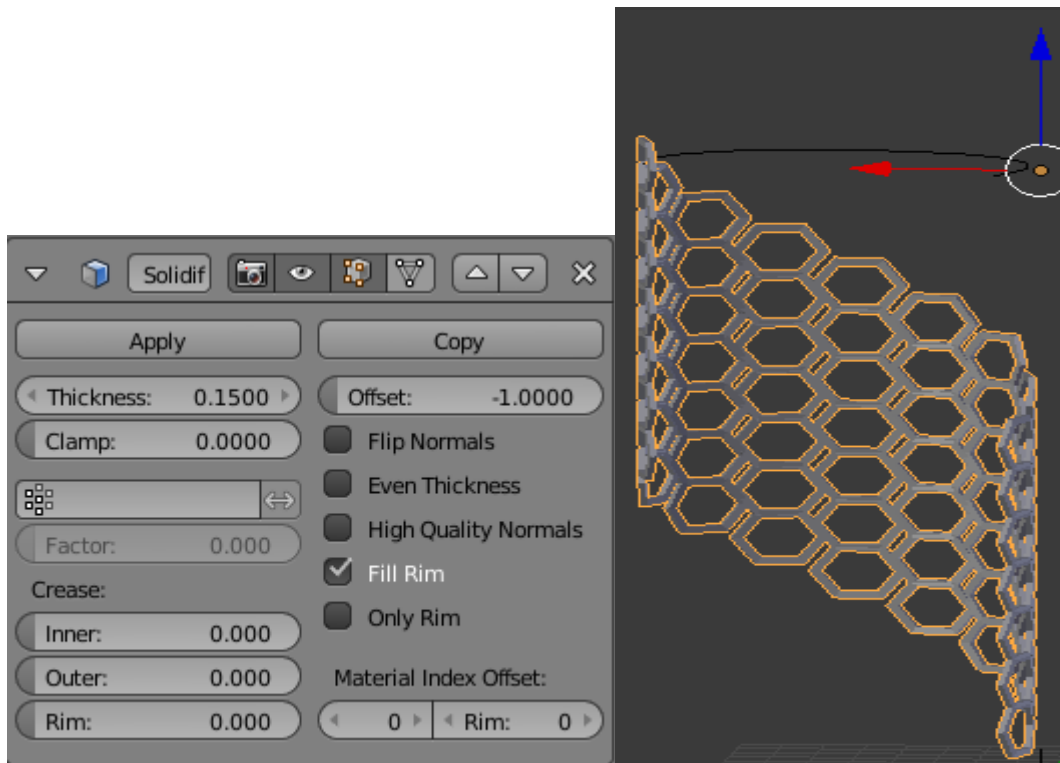 Solidif
Apply Copy
Thickness: 0.1500 Offset: -1.0000
Clamp: 0.0000 Flip Normals
Even Thickness
High Quality Normals
Factor: 0.000
Fill Rim
Crease:
Only Rim
Inner: 0.000
Outer: 0.000 Material Index Offset:
Rim: 0.000 0 Rim: 0